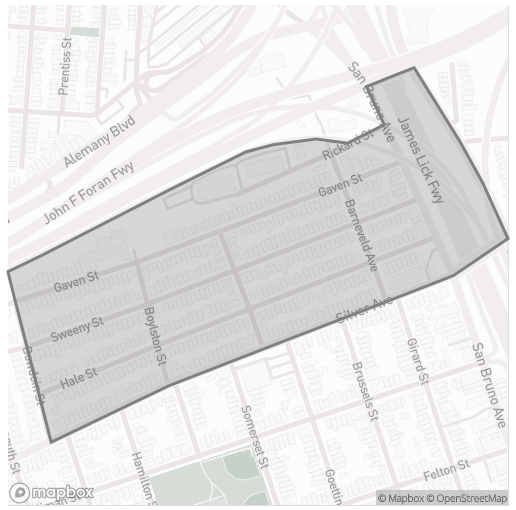 Prentiss St
San Bruno Ave
Alemany Blvd
James Lick Fwy
Rickard St
John F Foran Fwy
Gaven St
Barneveld Ave
Gaven St
Silver Ave
Sweeny St
Boylston St
Bowdoin St
Hale St
Girard St
San Bruno Ave
Brussels St
Somerset St
Hamilton St
Felton St
mapbox
© Mapbox © OpenStreetMap